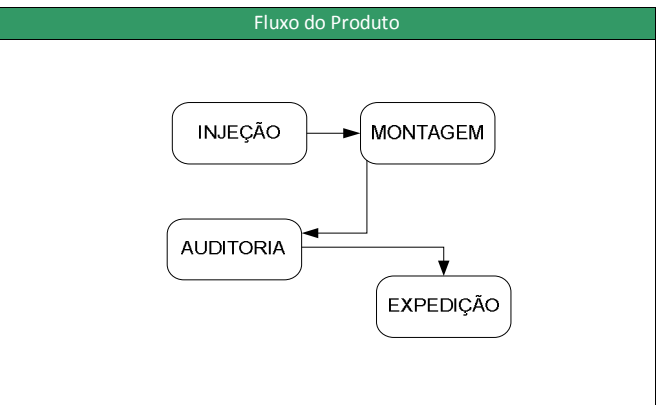 Fluxo do Produto
INJEÇÃO
MONTAGEM
AUDITORIA
EXPEDIÇÃO